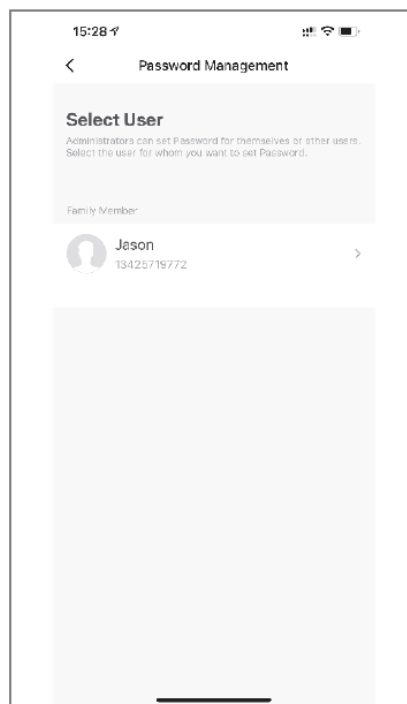 15:28
Password Management
Select User
Administrators can set Password for themselves or other users.
Select the user for whom you want to set Password.
Family Member
Jason
13425719772